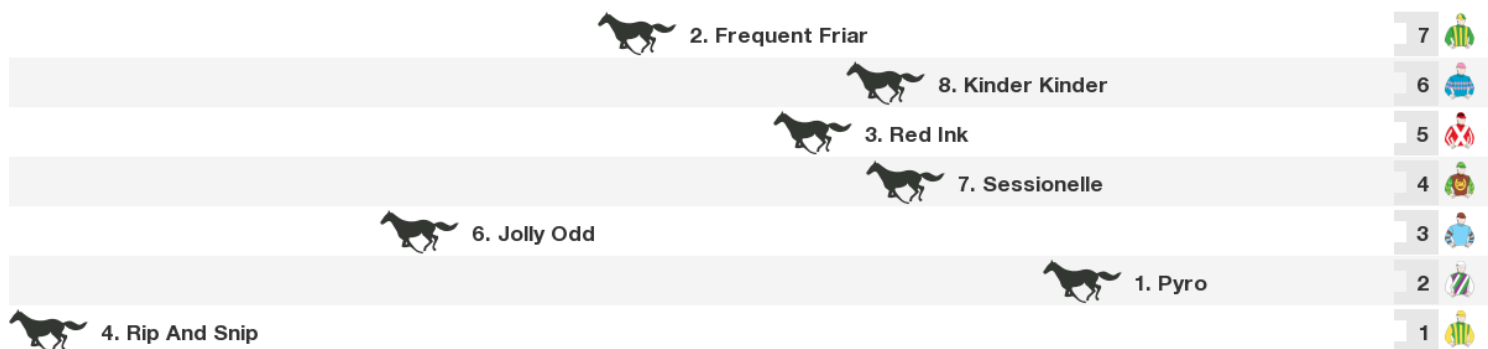 2. Frequent Friar 7
8. Kinder Kinder 6
3. Red Ink 5
7. Sessionelle 4
6. Jolly Odd 3
1. Pyro 2
4. Rip And Snip 1